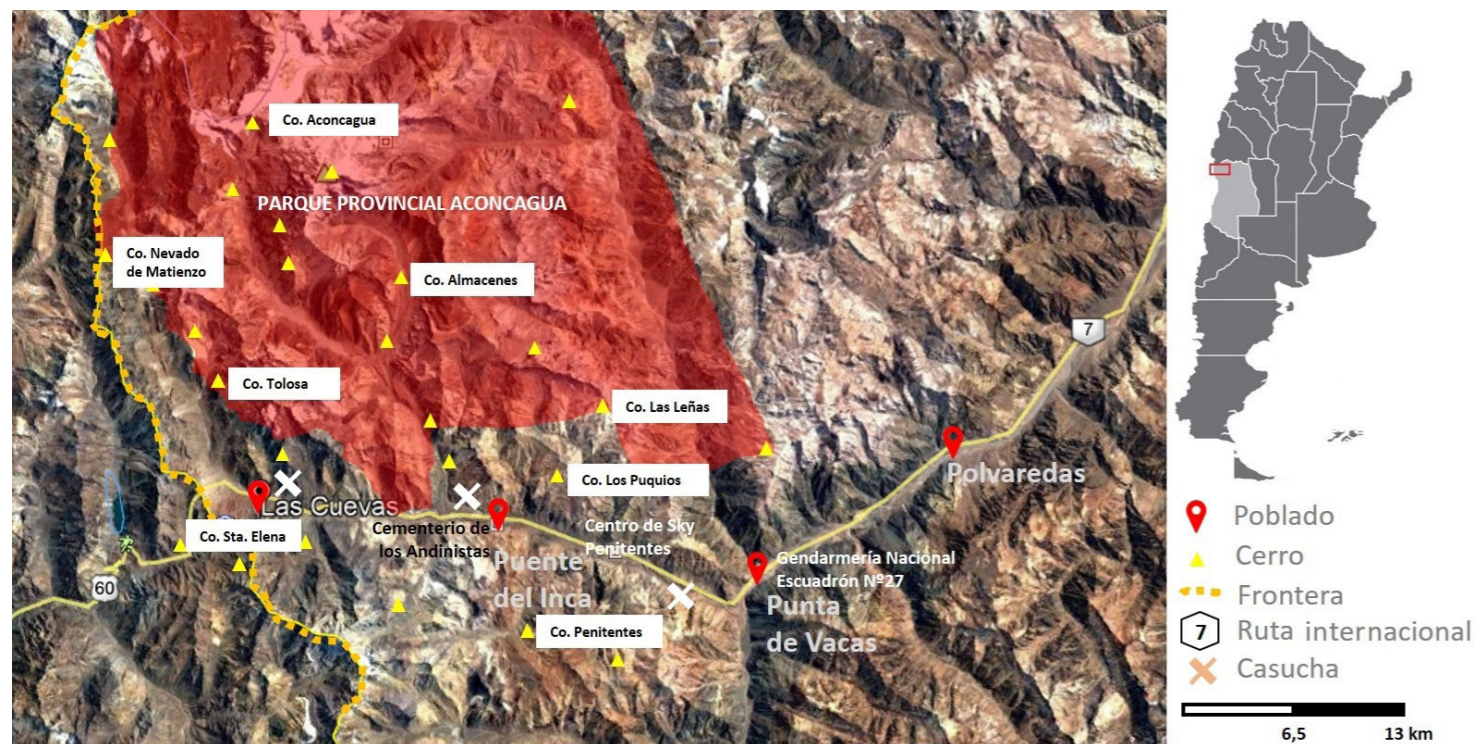 Co. Aconcagua
PARQUE PROVINCIAL ACONCAGUA
Co. Nevado
de Matienzo
Co. Almacenes
7
Co. Tolosa
Co. Las Leñas
Polvaredas
Co. Los Puquios
Las Cuevas
Co. Sta. Elena
Cementerio de
los Andinistas
Puente
del Inca
Centro de Sky
Penitentes
Gendarmería Nacional
Escuadrón Nº27
Punta
de Vacas
60
Co. Penitentes
Poblado
Cerro
Frontera
7 Ruta internacional
Casucha
6,5 13 km